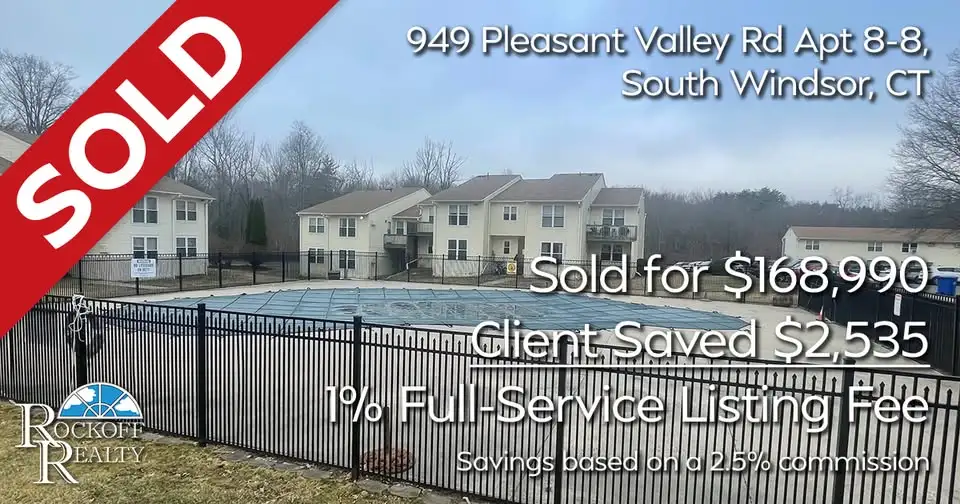 SOLD
949 Pleasant Valley Rd Apt 8-8,
South Windsor, CT
Sold for $168,990
Client Saved $2,535
1% Full-Service Listing Fee
Savings based on a 2.5% commission
ROCKOFF
REALTY